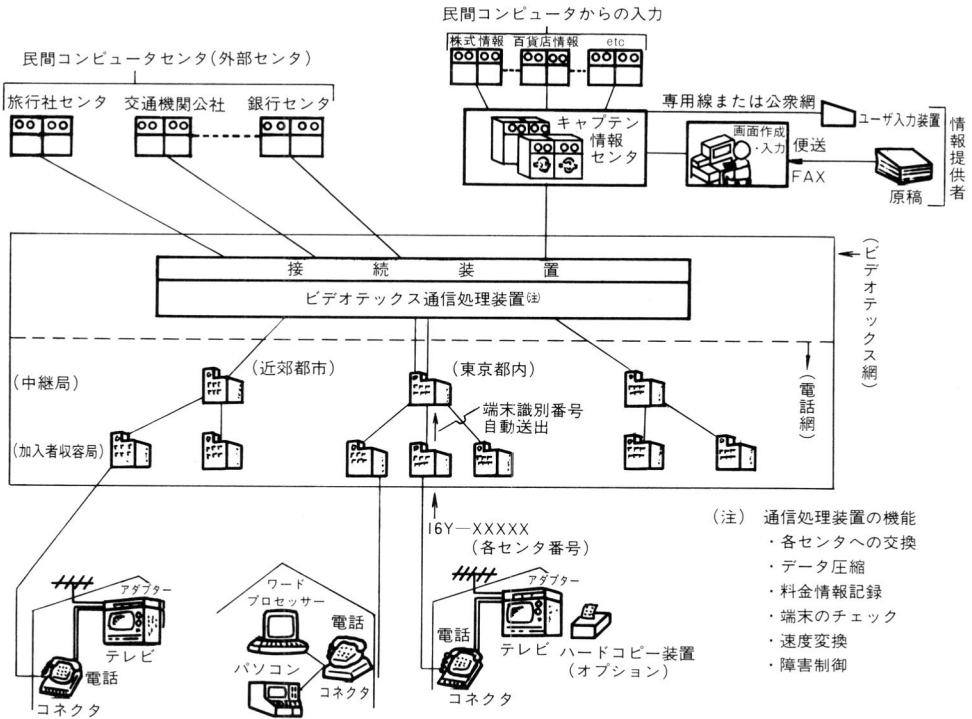 民間コンピュータからの入力
株式情報 百貨店情報 etc
民間コンピュータセンタ(外部センタ)
旅行社センタ 交通機関公社 銀行センタ
キャプテン
情報
センタ
専用線または公衆網
ユーザ入力装置
画面作成
・入力
便送
FAX
原稿
情報提供者
接続装置
ビデオテックス通信処理装置(注)
(ビデオテックス網)
(電話網)
(中継局)
(近郊都市)
(東京都内)
端末識別番号
自動送出
(加入者収容局)
16Y—XXXXX
(各センタ番号)
アダプター
テレビ
電話
コネクタ
ワード
プロセッサー
電話
パソコン
コネクタ
アダプター
電話
テレビ
コネクタ
ハードコピー装置
(オプション)
(注) 通信処理装置の機能
・各センタへの交換
・データ圧縮
・料金情報記録
・端末のチェック
・速度変換
・障害制御